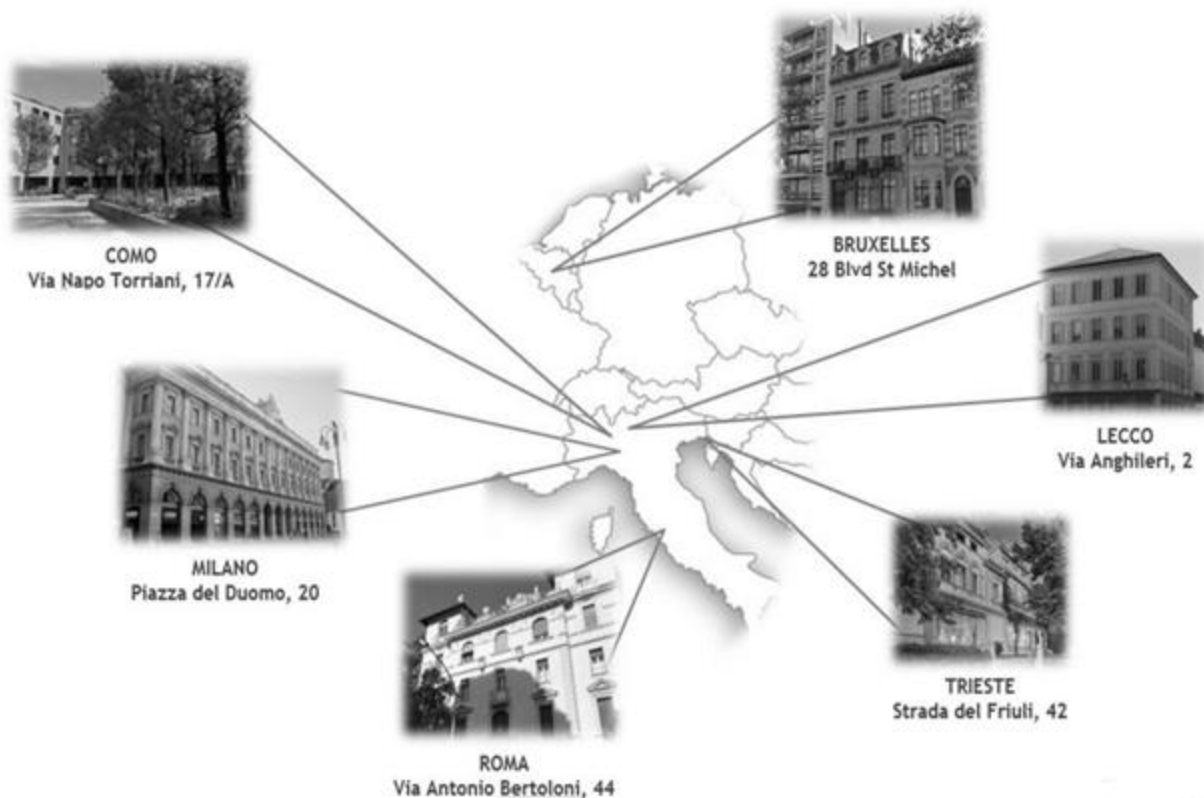 COMO
Via Napo Torriani, 17/A
BRUXELLES
28 Blvd St Michel
LECCO
Via Anghileri, 2
MILANO
Piazza del Duomo, 20
TRIESTE
Strada del Friuli, 42
ROMA
Via Antonio Bertoloni, 44